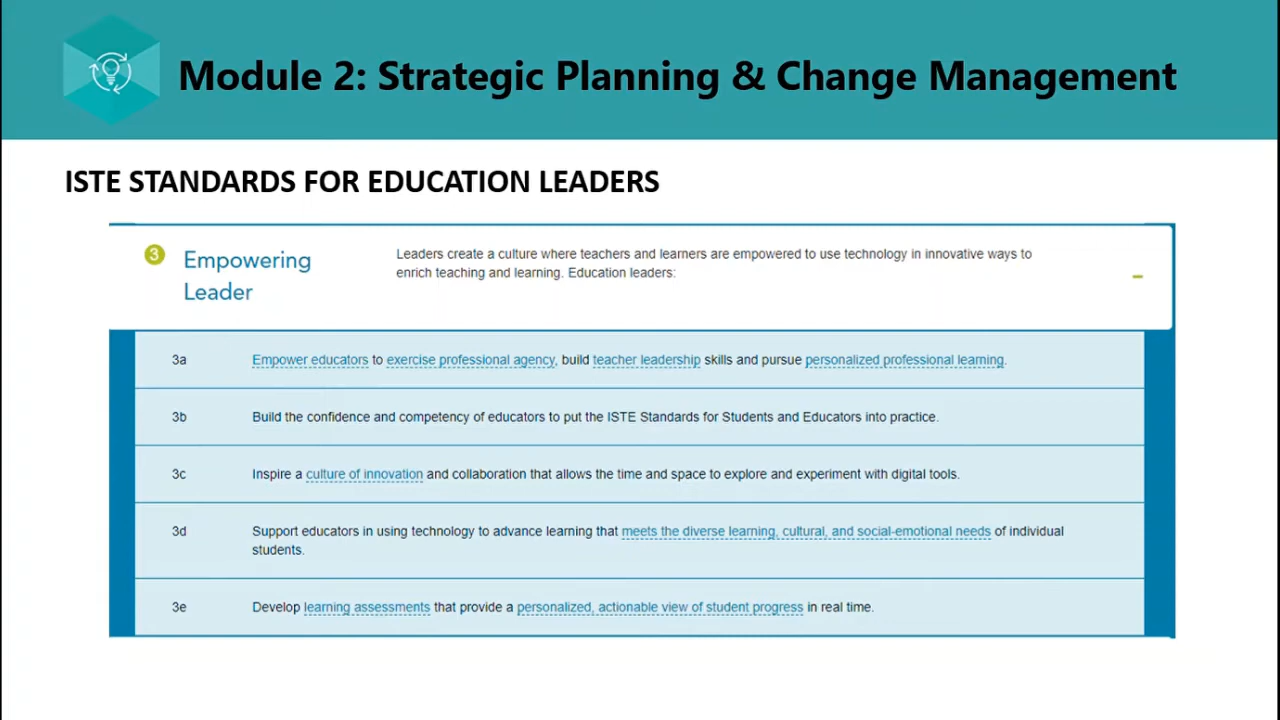 Module 2: Strategic Planning & Change Management
ISTE STANDARDS FOR EDUCATION LEADERS
3
Empowering
Leader
Leaders create a culture where teachers and learners are empowered to use technology in innovative ways to
enrich teaching and learning. Education leaders:
3a
Empower educators to exercise professional agency, build teacher leadership skills and pursue personalized professional learning.
3b
Build the confidence and competency of educators to put the ISTE Standards for Students and Educators into practice.
3c
Inspire a culture of innovation and collaboration that allows the time and space to explore and experiment with digital tools.
3d
Support educators in using technology to advance learning that meets the diverse learning, cultural, and social-emotional needs of individual
students.
3e
Develop learning assessments that provide a personalized, actionable view of student progress in real time.